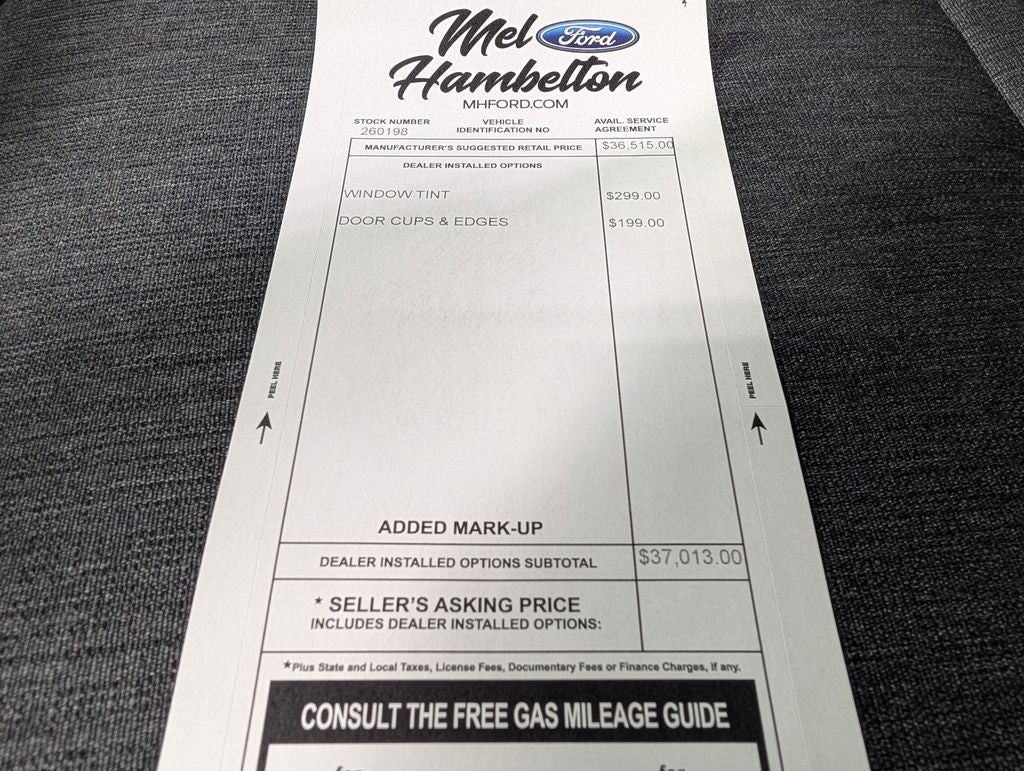 Mel Ford
Hambelton
MHFORD.COM
STOCK NUMBER
260198
VEHICLE
IDENTIFICATION NO
AVAIL. SERVICE
AGREEMENT
MANUFACTURER'S SUGGESTED RETAIL PRICE $36,515.00
DEALER INSTALLED OPTIONS
WINDOW TINT $299.00
DOOR CUPS & EDGES $199.00
PEEL HERE
PEEL HERE
ADDED MARK-UP
DEALER INSTALLED OPTIONS SUBTOTAL $37,013.00
* SELLER'S ASKING PRICE
INCLUDES DEALER INSTALLED OPTIONS:
*Plus State and Local Taxes, License Fees, Documentary Fees or Finance Charges, if any.
CONSULT THE FREE GAS MILEAGE GUIDE